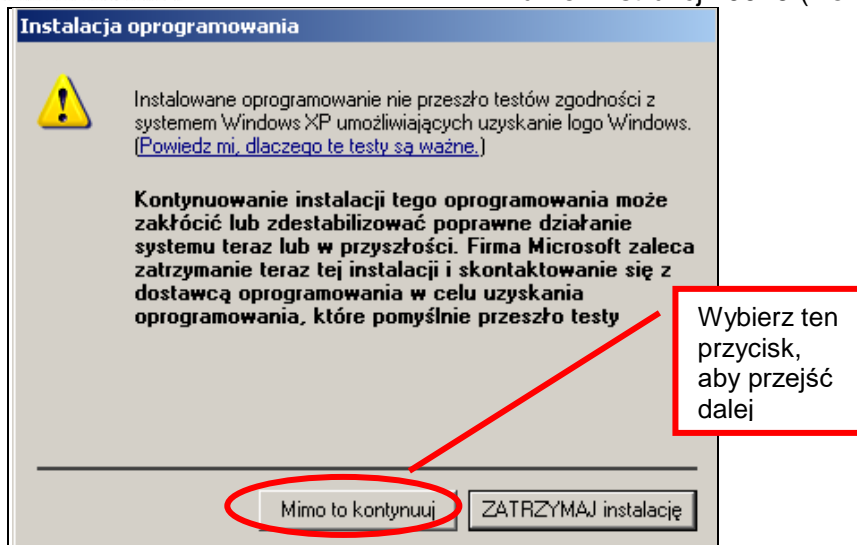 Instalacja oprogramowania
Instalowane oprogramowanie nie przeszło testów zgodności z
systemem Windows XP umożliwiających uzyskanie logo Windows.
(Powiedz mi, dlaczego te testy są ważne.)
Kontynuowanie instalacji tego oprogramowania może
zakłócić lub zdestabilizować poprawne działanie
systemu teraz lub w przyszłości. Firma Microsoft zaleca
zatrzymanie teraz tej instalacji i skontaktowanie się z
dostawcą oprogramowania w celu uzyskania
oprogramowania, które pomyślnie przeszło testy
Wybierz ten
przycisk,
aby przejść
dalej
Mimo to kontynuuj
ZATRZYMAJ instalację